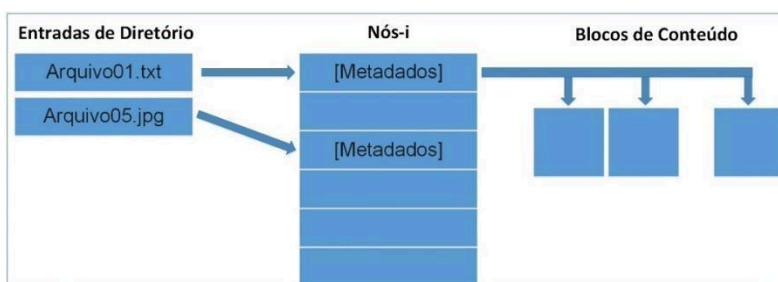 Entradas de Diretório
Nós-i
Blocos de Conteúdo
Arquivo01.txt
[Metadados]
Arquivo05.jpg
[Metadados]